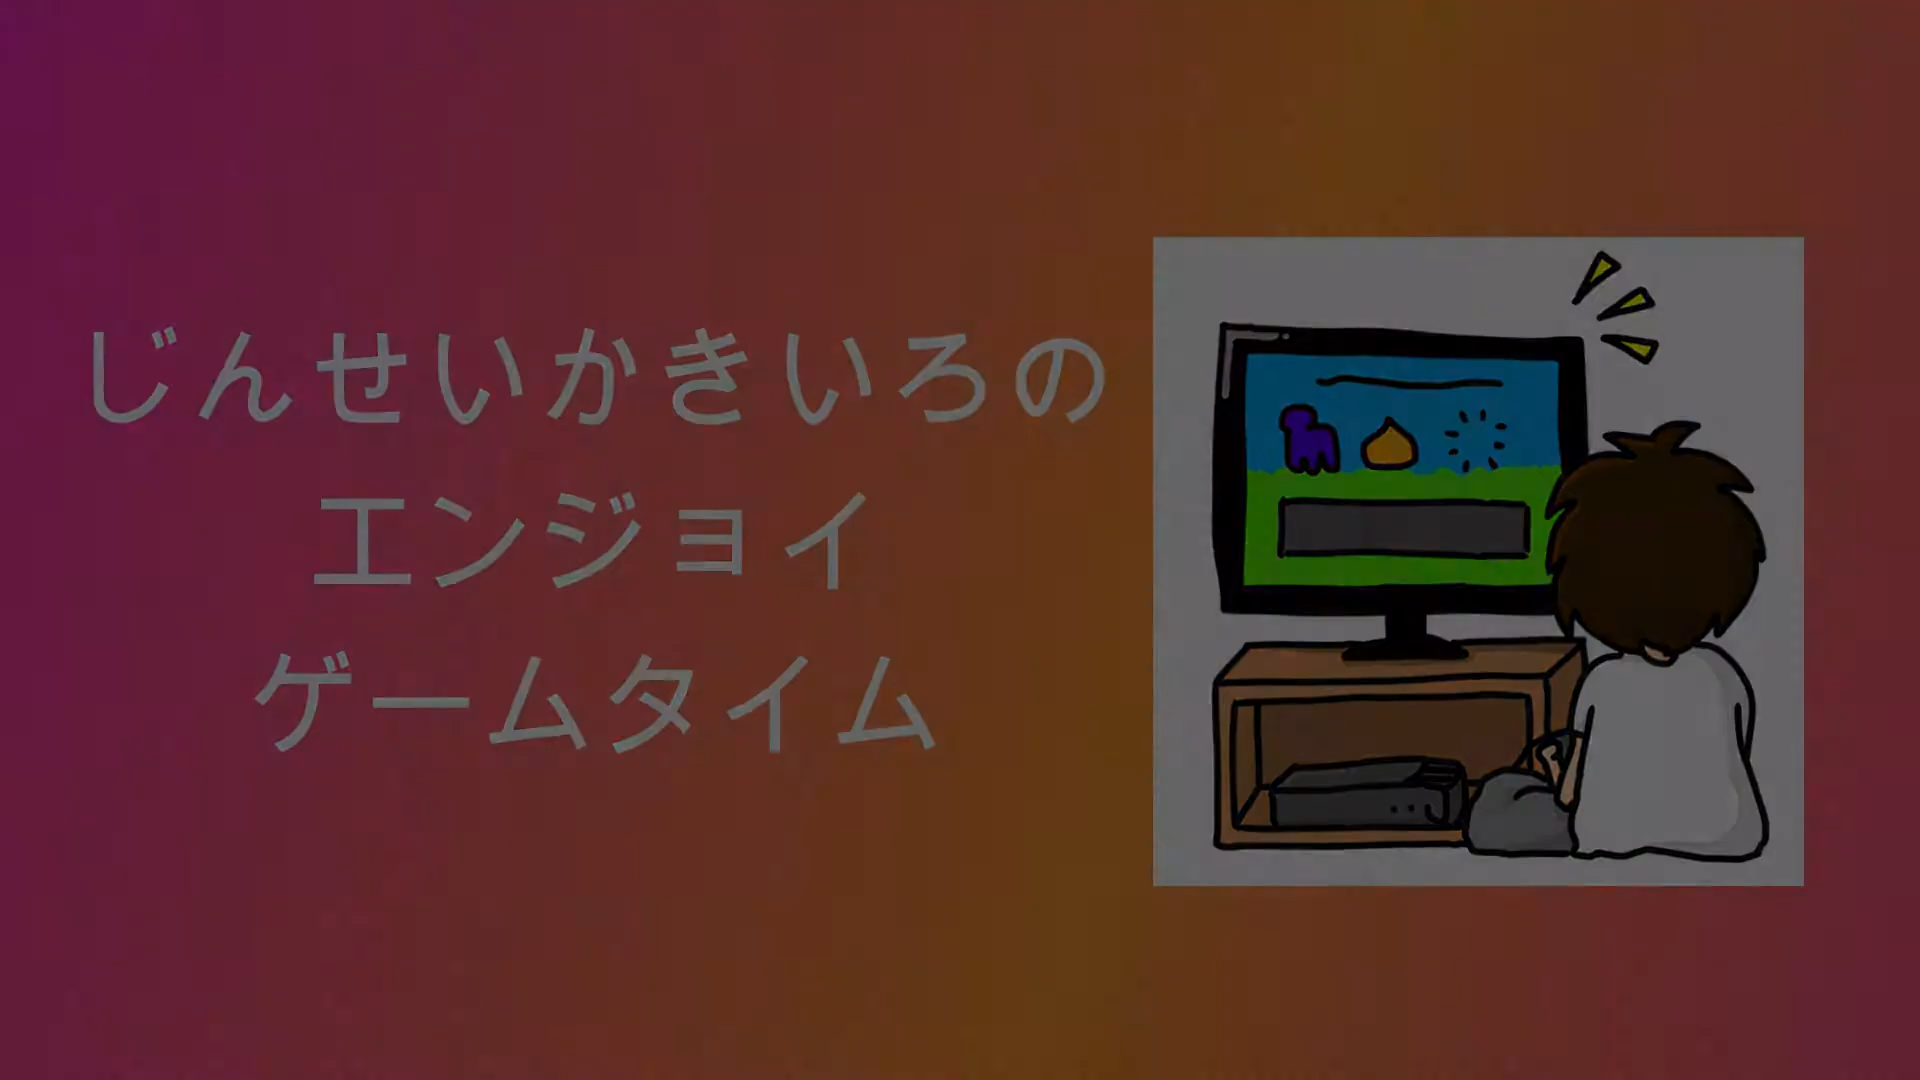 じんせいかきいろの
エンジョイ
ゲームタイム